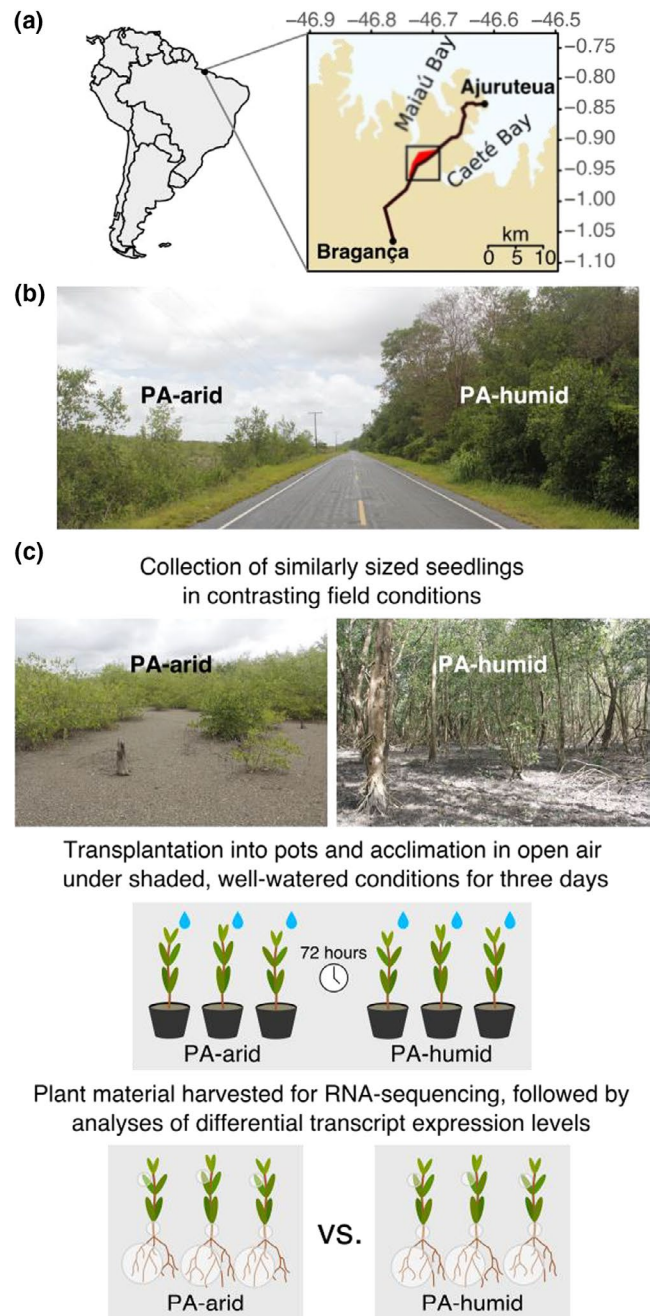 (a)
−46.9 −46.8 −46.7 −46.6 −46.5
−0.75
−0.80
−0.85
−0.90
−0.95
−1.00
−1.05
−1.10
Maiaú Bay
Ajuruteua
Caeté Bay
Bragança
km
0 5 10
(b)
PA-arid
PA-humid
(c)
Collection of similarly sized seedlings
in contrasting field conditions
PA-arid
PA-humid
Transplantation into pots and acclimation in open air
under shaded, well-watered conditions for three days
72 hours
PA-arid
PA-humid
Plant material harvested for RNA-sequencing, followed by
analyses of differential transcript expression levels
vs.
PA-arid
PA-humid